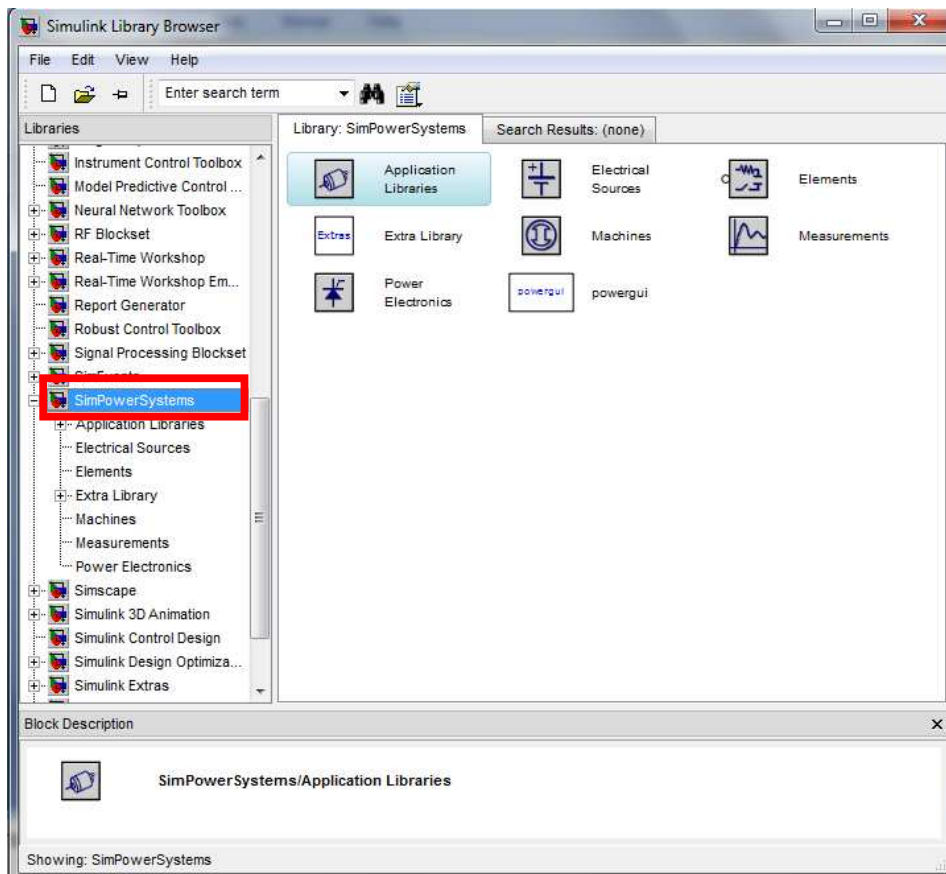 Simulink Library Browser
File Edit View Help
Enter search term
Libraries
Library: SimPowerSystems
Search Results: (none)
Instrument Control Toolbox
Model Predictive Control ...
Neural Network Toolbox
RF Blockset
Real-Time Workshop
Real-Time Workshop Em...
Report Generator
Robust Control Toolbox
Signal Processing Blockset
SimPowerSystems
Application Libraries
Electrical Sources
Elements
Extra Library
Machines
Measurements
Power Electronics
Simscape
Simulink 3D Animation
Simulink Control Design
Simulink Design Optimiza...
Simulink Extras
Application
Libraries
Electrical
Sources
Elements
Extras
Extra Library
Machines
Measurements
Power
Electronics
powergui
powergui
Block Description
SimPowerSystems/Application Libraries
Showing: SimPowerSystems